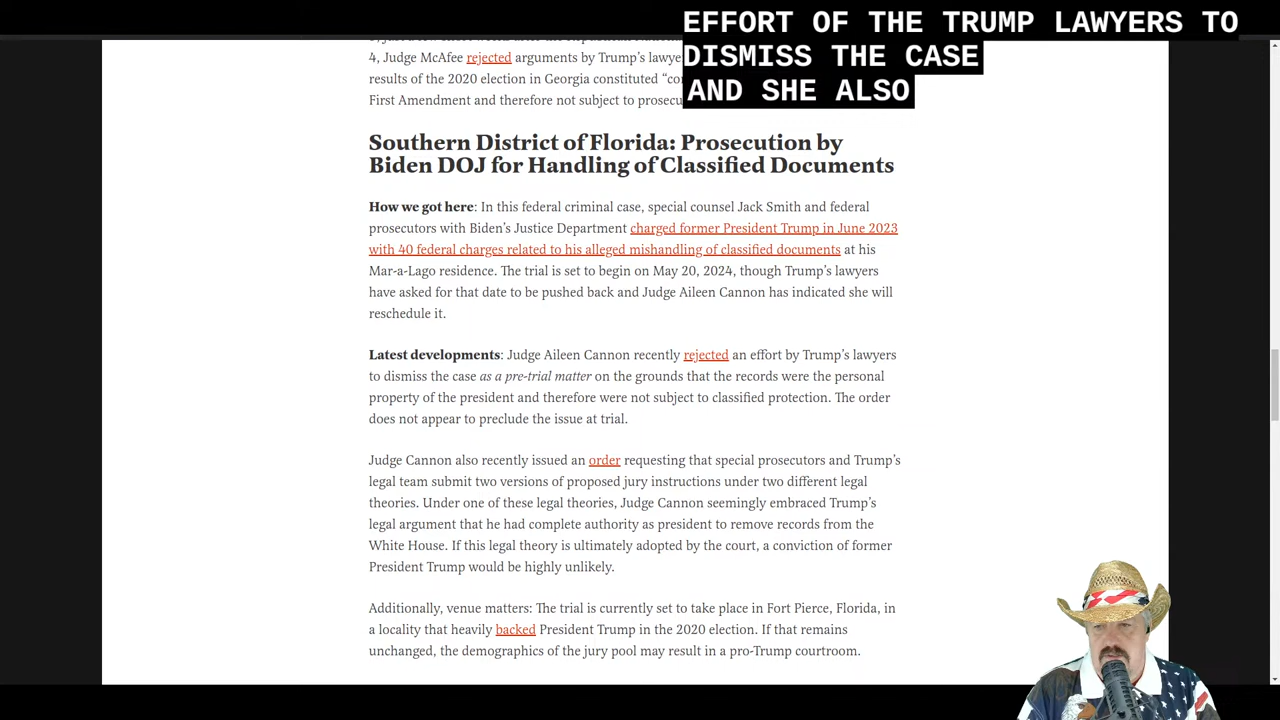 EFFORT OF THE TRUMP LAWYERS TO
DISMISS THE CASE
AND SHE ALSO
4, Judge McAfee rejected arguments by Trump's
results of the 2020 election in Georgia constituted
First Amendment and therefore not subject to
Southern District of Florida: Prosecution by
Biden DOJ for Handling of Classified Documents
How we got here: In this federal criminal case, special counsel Jack Smith and federal
prosecutors with Biden's Justice Department charged former President Trump in June 2023
with 40 federal charges related to his alleged mishandling of classified documents at his
Mar-a-Lago residence. The trial is set to begin on May 20, 2024, though Trump's lawyers
have asked for that date to be pushed back and Judge Aileen Cannon has indicated she will
reschedule it.
Latest developments: Judge Aileen Cannon recently rejected an effort by Trump's lawyers
to dismiss the case as a pre-trial matter on the grounds that the records were the personal
property of the president and therefore were not subject to classified protection. The order
does not appear to preclude the issue at trial.
Judge Cannon also recently issued an order requesting that special prosecutors and Trump's
legal team submit two versions of proposed jury instructions under two different legal
theories. Under one of these legal theories, Judge Cannon seemingly embraced Trump's
legal argument that he had complete authority as president to remove records from the
White House. If this legal theory is ultimately adopted by the court, a conviction of former
President Trump would be highly unlikely.
Additionally, venue matters: The trial is currently set to take place in Fort Pierce, Florida, in
a locality that heavily backed President Trump in the 2020 election. If that remains
unchanged, the demographics of the jury pool may result in a pro-Trump courtroom.